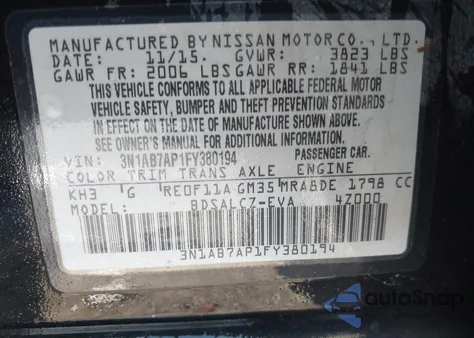 MANUFACTURED BY NISSAN MOTOR CO., LTD.
DATE: 11/15. GVWR: 3823 LBS
GAWR FR: 2006 LBS GAWR RR: 1841 LBS
THIS VEHICLE CONFORMS TO ALL APPLICABLE
FEDERAL MOTOR
VEHICLE SAFETY, BUMPER AND THEFT PREVENTION STANDARDS
IN EFFECT ON THE DATE OF MANUFACTURE SHOWN ABOVE.
SEE OWNER'S MANUAL FOR ADDITIONAL INFORMATION.
VIN: 3N1AB7AP1FY380194 PASSENGER CAR.
COLOR TRIM TRANS AXLE ENGINE
KH3 G RE0F11A GM35 MRA8DE 1798 CC
MODEL: BDSALCZ-EVA 4Z000
3N1AB7AP1FY380194
autoSnap